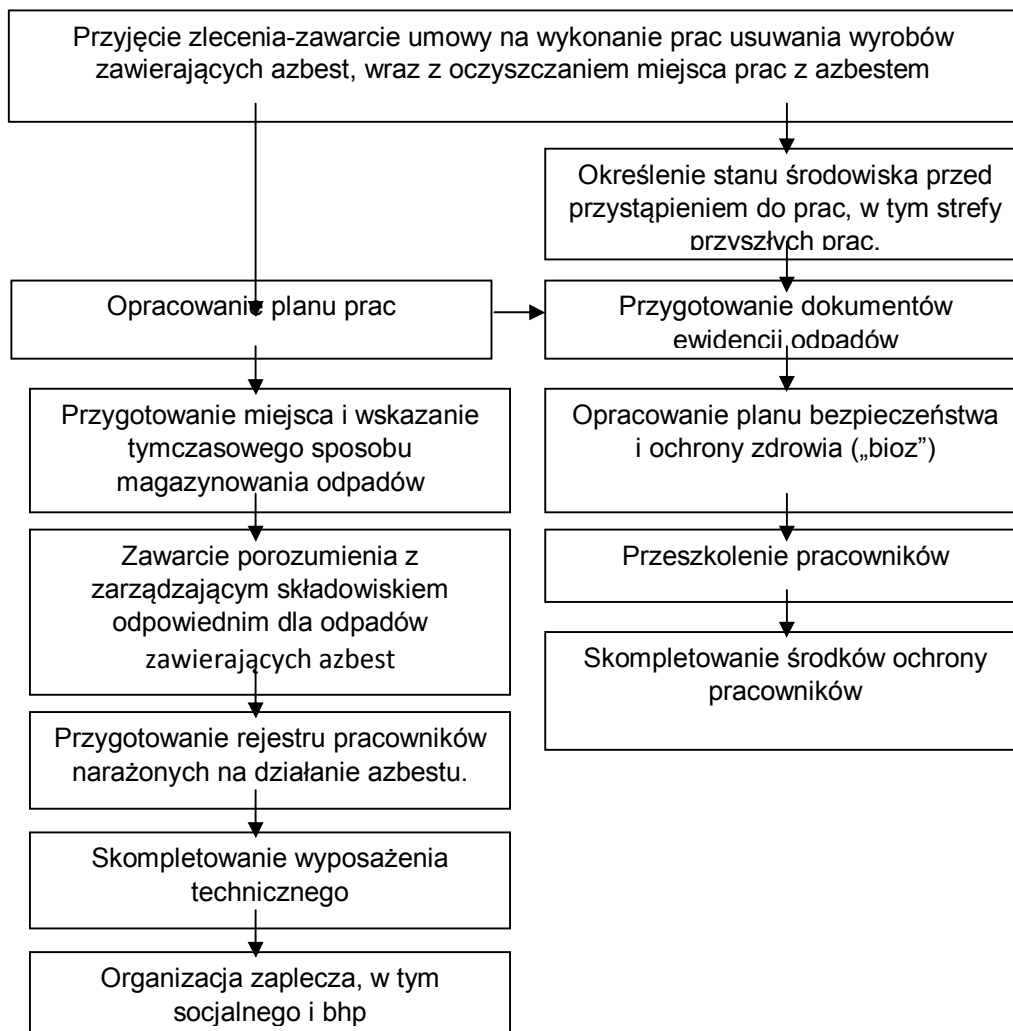 Przyjęcie zlecenia-zawarcie umowy na wykonanie prac usuwania wyrobów
zawierających azbest, wraz z oczyszczaniem miejsca prac z azbestem
Określenie stanu środowiska przed
przystąpieniem do prac, w tym strefy
przyszłych prac.
Opracowanie planu prac
Przygotowanie dokumentów
ewidencji odpadów
Przygotowanie miejsca i wskazanie
tymczasowego sposobu
magazynowania odpadów
Opracowanie planu bezpieczeństwa
i ochrony zdrowia („bioz”)
Zawarcie porozumienia z
zarządzającym składowiskiem
odpowiednim dla odpadów
zawierających azbest
Przeszkolenie pracowników
Skompletowanie środków ochrony
pracowników
Przygotowanie rejestru pracowników
narażonych na działanie azbestu.
Skompletowanie wyposażenia
technicznego
Organizacja zaplecza, w tym
socjalnego i bhp